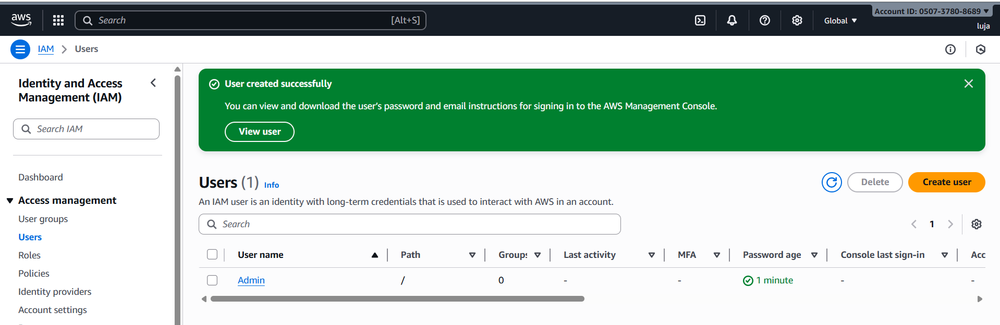 aws
Search
[Alt+S]
Global
Account ID: 0507-3780-8689
luja
IAM
Users
Identity and Access
Management (IAM)
Search IAM
Dashboard
Access management
User groups
Users
Roles
Policies
Identity providers
Account settings
User created successfully
You can view and download the user's password and email instructions for signing in to the AWS Management Console.
View user
Users (1) Info
Delete
Create user
An IAM user is an identity with long-term credentials that is used to interact with AWS in an account.
Search
1
User name Path Groups Last activity MFA Password age Console last sign-in Acc
Admin / 0 - - 1 minute - -